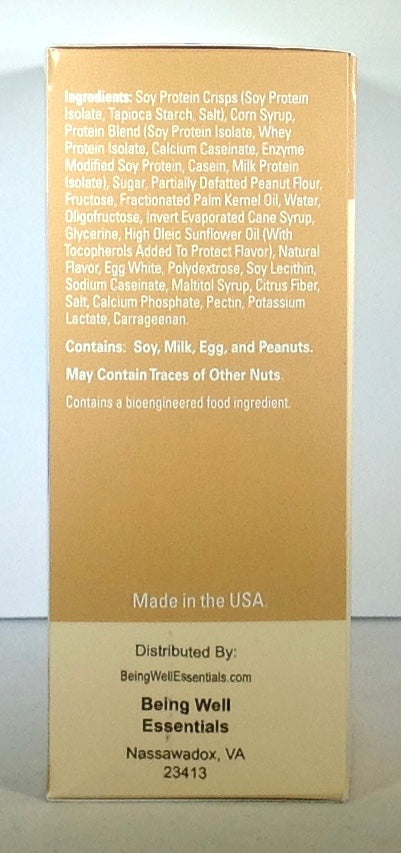 Ingredients: Soy Protein Crisps (Soy Protein
Isolate, Tapioca Starch, Salt), Corn Syrup,
Protein Blend (Soy Protein Isolate, Whey
Protein Isolate, Calcium Caseinate, Enzyme
Modified Soy Protein, Casein, Milk Protein
Isolate), Sugar, Partially Defatted Peanut Flour,
Fructose, Fractionated Palm Kernel Oil, Water,
Oligofructose, Invert Evaporated Cane Syrup,
Glycerine, High Oleic Sunflower Oil (With
Tocopherols Added To Protect Flavor), Natural
Flavor, Egg White, Polydextrose, Soy Lecithin,
Sodium Caseinate, Maltitol Syrup, Citrus Fiber,
Salt, Calcium Phosphate, Pectin, Potassium
Lactate, Carrageenan.
Contains: Soy, Milk, Egg, and Peanuts.
May Contain Traces of Other Nuts.
Contains a bioengineered food ingredient.
Made in the USA.
Distributed By:
BeingWellEssentials.com
Being Well
Essentials
Nassawadox, VA
23413